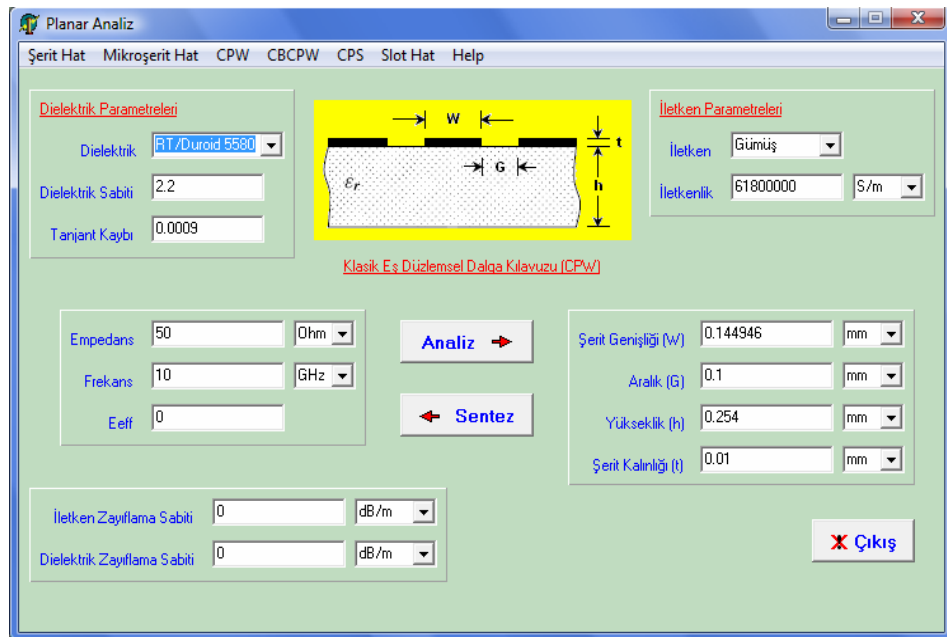 Planar Analiz
Şerit Hat Mikroşerit Hat CPW CBCPW CPS Slot Hat Help
Dielektrik Parametreleri
Dielektrik RT/Duroid 5580
Dielektrik Sabiti 2.2
Tanjant Kaybı 0.0009
W
t
G
h
εr
Klasik Eş Düzlemsel Dalga Kılavuzu (CPW)
İletken Parametreleri
İletken Gümüş
İletkenlik 61800000 S/m
Empedans 50 Ohm
Frekans 10 GHz
Eeff 0
Analiz
Sentez
Şerit Genişliği (W) 0.144946 mm
Aralık (G) 0.1 mm
Yükseklik (h) 0.254 mm
Şerit Kalınlığı (t) 0.01 mm
İletken Zayıflama Sabiti 0 dB/m
Dielektrik Zayıflama Sabiti 0 dB/m
Çıkış